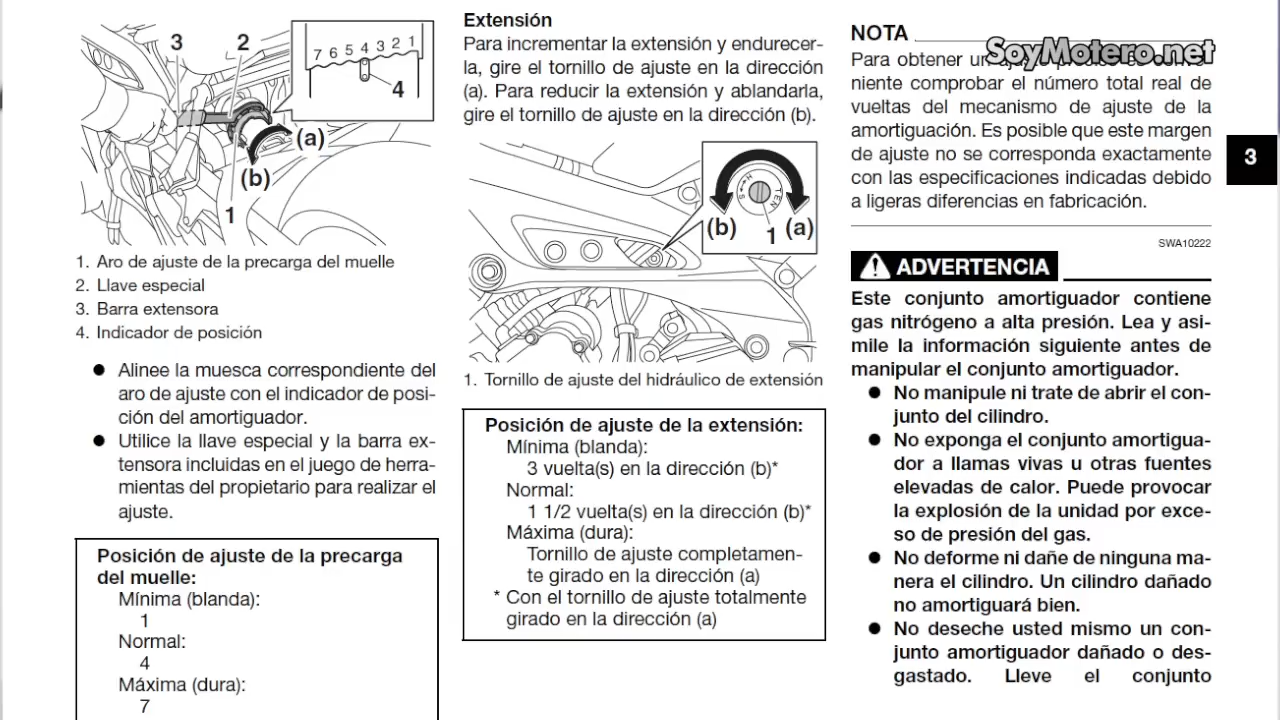 3
2
7 6 5 4 3 2 1
4
(a)
(b)
1
1. Aro de ajuste de la precarga del muelle
2. Llave especial
3. Barra extensora
4. Indicador de posición
● Alinee la muesca correspondiente del
aro de ajuste con el indicador de posi-
ción del amortiguador.
● Utilice la llave especial y la barra ex-
tensora incluidas en el juego de herra-
mientas del propietario para realizar el
ajuste.
Posición de ajuste de la precarga
del muelle:
Mínima (blanda):
1
Normal:
4
Máxima (dura):
7
Extensión
Para incrementar la extensión y endurecer-
la, gire el tornillo de ajuste en la dirección
(a). Para reducir la extensión y ablandarla,
gire el tornillo de ajuste en la dirección (b).
H
S
TEN
(b)
1
(a)
1. Tornillo de ajuste del hidráulico de extensión
Posición de ajuste de la extensión:
Mínima (blanda):
3 vuelta(s) en la dirección (b)*
Normal:
1 1/2 vuelta(s) en la dirección (b)*
Máxima (dura):
Tornillo de ajuste completamen-
te girado en la dirección (a)
* Con el tornillo de ajuste totalmente
girado en la dirección (a)
NOTA
SoyMotero.net
Para obtener un
niente comprobar el número total real de
vueltas del mecanismo de ajuste de la
amortiguación. Es posible que este margen
de ajuste no se corresponda exactamente
con las especificaciones indicadas debido
a ligeras diferencias en fabricación.
SWA10222
ADVERTENCIA
Este conjunto amortiguador contiene
gas nitrógeno a alta presión. Lea y asi-
mile la información siguiente antes de
manipular el conjunto amortiguador.
● No manipule ni trate de abrir el con-
junto del cilindro.
● No exponga el conjunto amortigua-
dor a llamas vivas u otras fuentes
elevadas de calor. Puede provocar
la explosión de la unidad por exce-
so de presión del gas.
● No deforme ni dañe de ninguna ma-
nera el cilindro. Un cilindro dañado
no amortiguará bien.
● No deseche usted mismo un con-
junto amortiguador dañado o des-
gastado. Lleve el conjunto
3